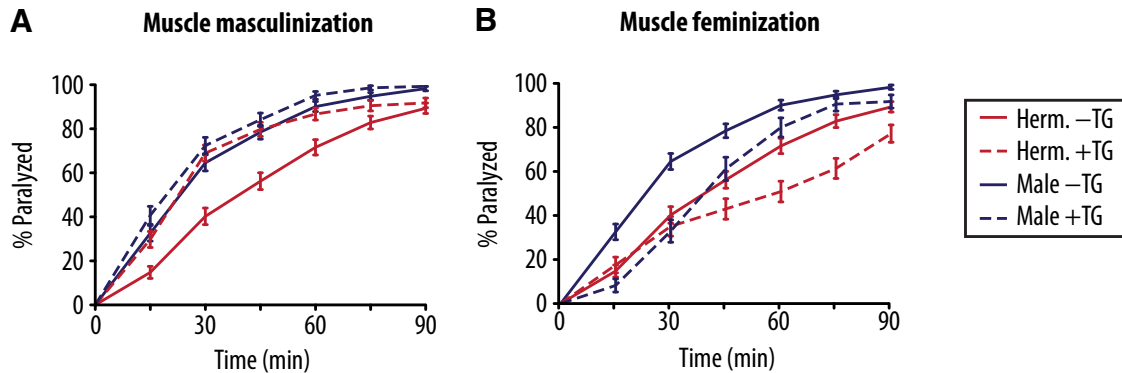 A
Muscle masculinization
100
80
60
40
20
0
% Paralyzed
0
30
60
90
Time (min)
B
Muscle feminization
100
80
60
40
20
0
% Paralyzed
0
30
60
90
Time (min)
Herm. −TG
Herm. +TG
Male −TG
Male +TG